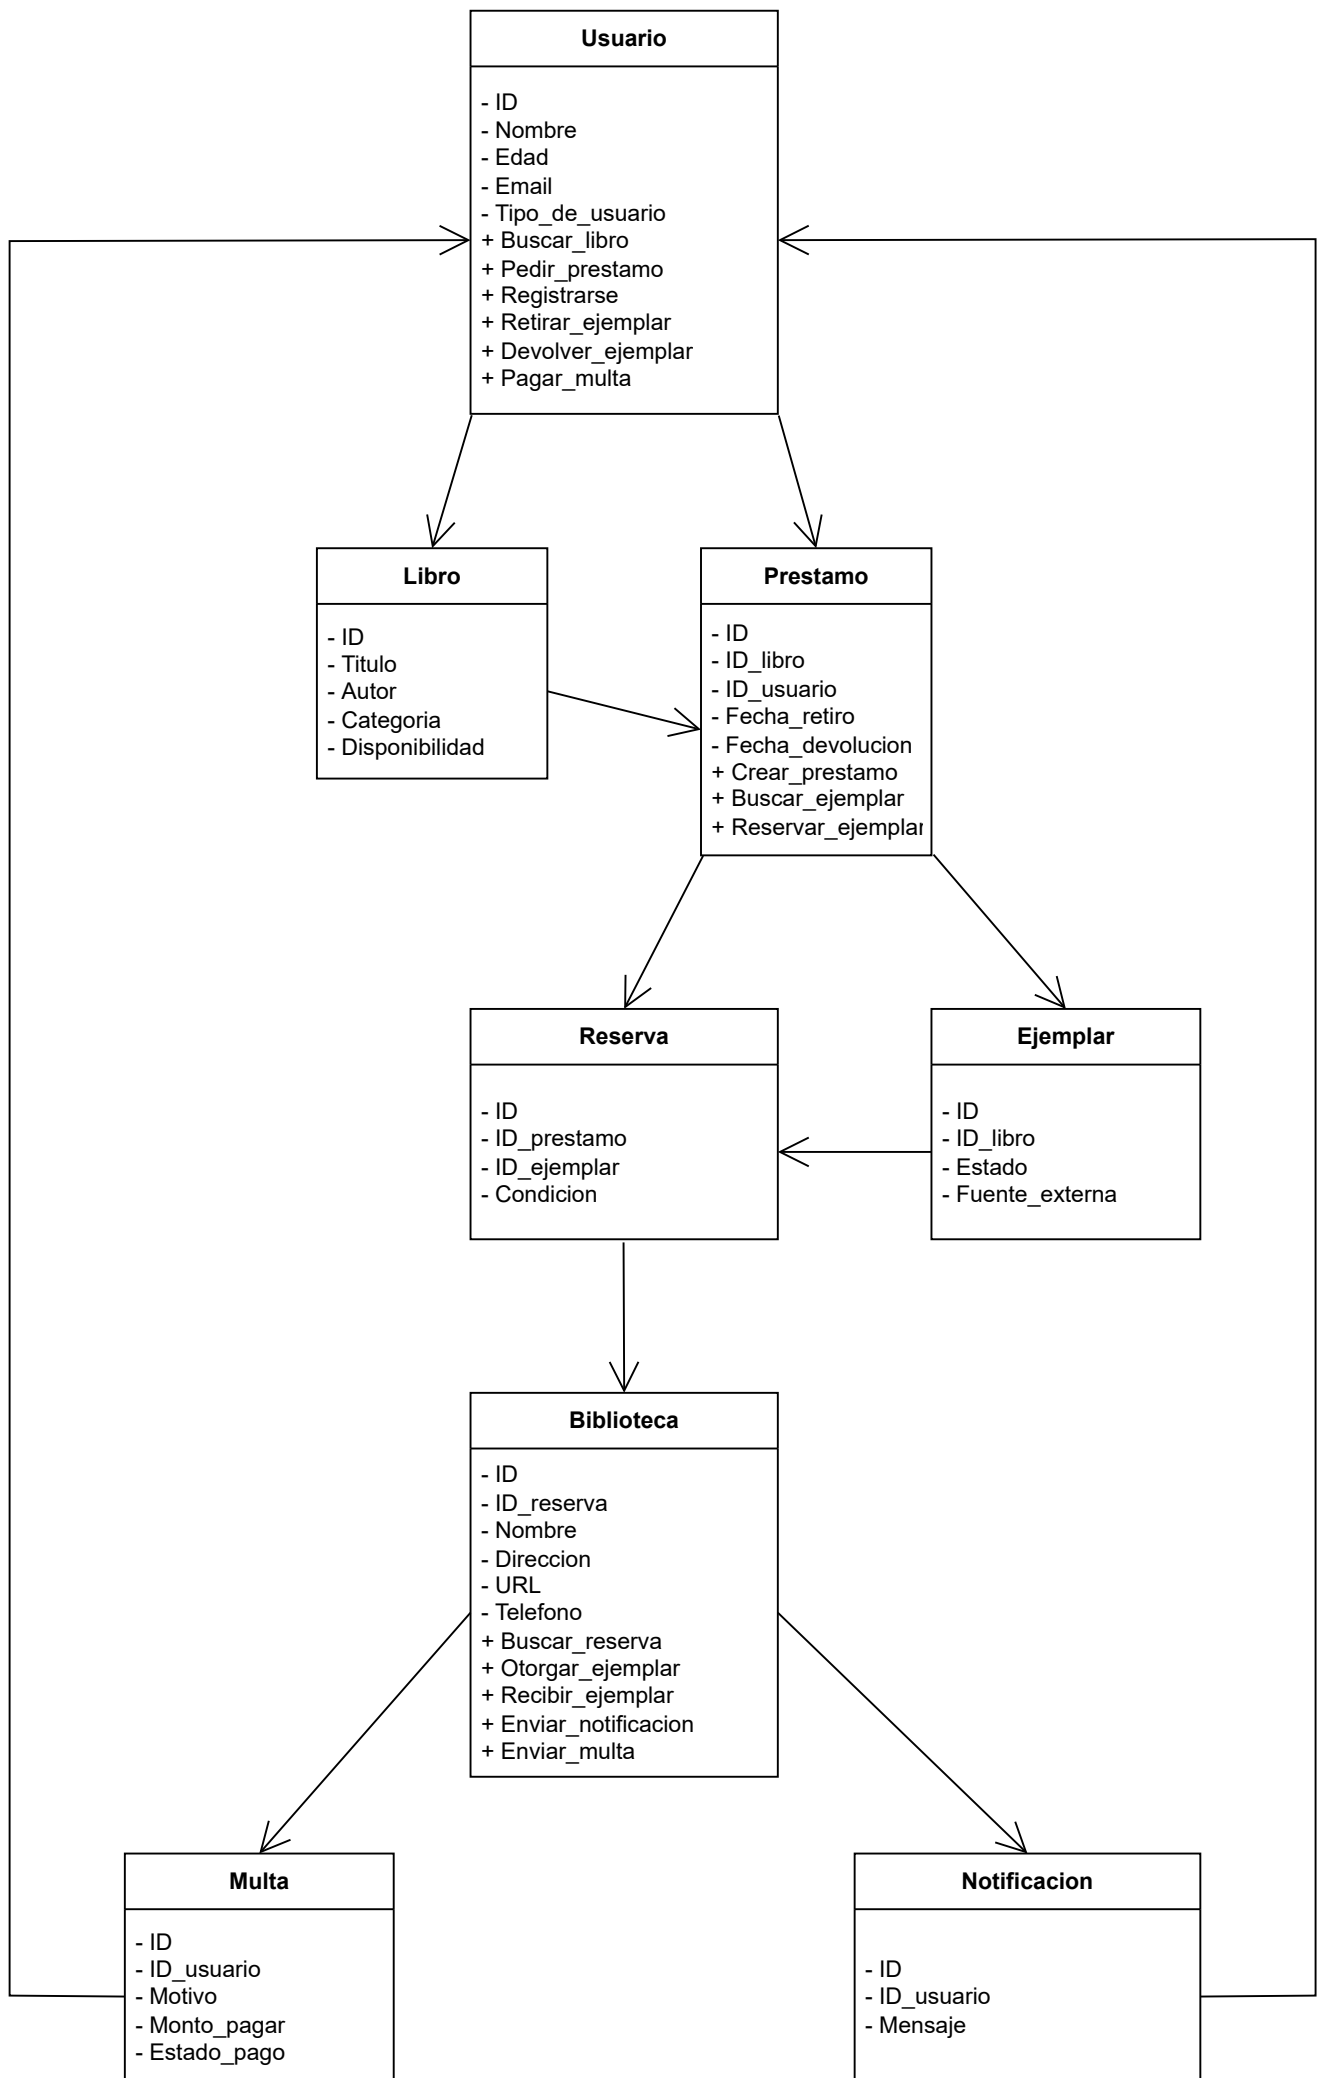 Usuario
- ID
- Nombre
- Edad
- Email
- Tipo_de_usuario
+ Buscar_libro
+ Pedir_prestamo
+ Registrarse
+ Retirar_ejemplar
+ Devolver_ejemplar
+ Pagar_multa
Libro
- ID
- Titulo
- Autor
- Categoria
- Disponibilidad
Prestamo
- ID
- ID_libro
- ID_usuario
- Fecha_retiro
- Fecha_devolucion
+ Crear_prestamo
+ Buscar_ejemplar
+ Reservar_ejemplar
Reserva
- ID
- ID_prestamo
- ID_ejemplar
- Condicion
Ejemplar
- ID
- ID_libro
- Estado
- Fuente_externa
Biblioteca
- ID
- ID_reserva
- Nombre
- Direccion
- URL
- Telefono
+ Buscar_reserva
+ Otorgar_ejemplar
+ Recibir_ejemplar
+ Enviar_notificacion
+ Enviar_multa
Multa
- ID
- ID_usuario
- Motivo
- Monto_pagar
- Estado_pago
Notificacion
- ID
- ID_usuario
- Mensaje